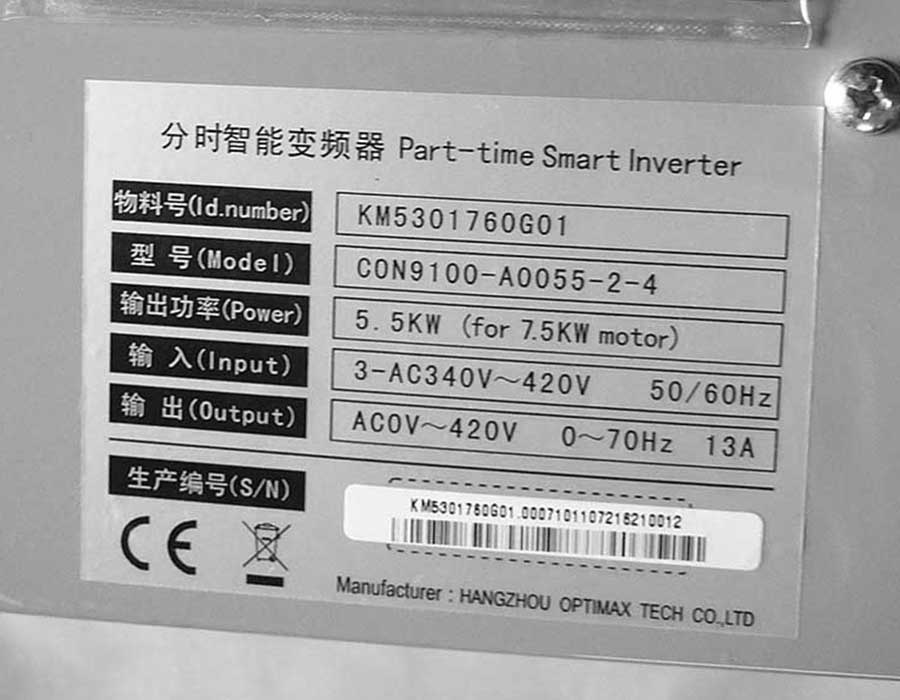 分时智能变频器 Part-time Smart Inverter
物料号(Id.number) KM5301760G01
型 号(Model) CON9100-A0055-2-4
输出功率(Power) 5.5KW (for 7.5KW motor)
输 入(Input) 3-AC340V～420V 50/60Hz
输 出(Output) AC0V～420V 0～70Hz 13A
生产编号(S/N) KM5301760G01.0007101107216210012
CE
Manufacturer : HANGZHOU OPTIMAX TECH CO.,LTD